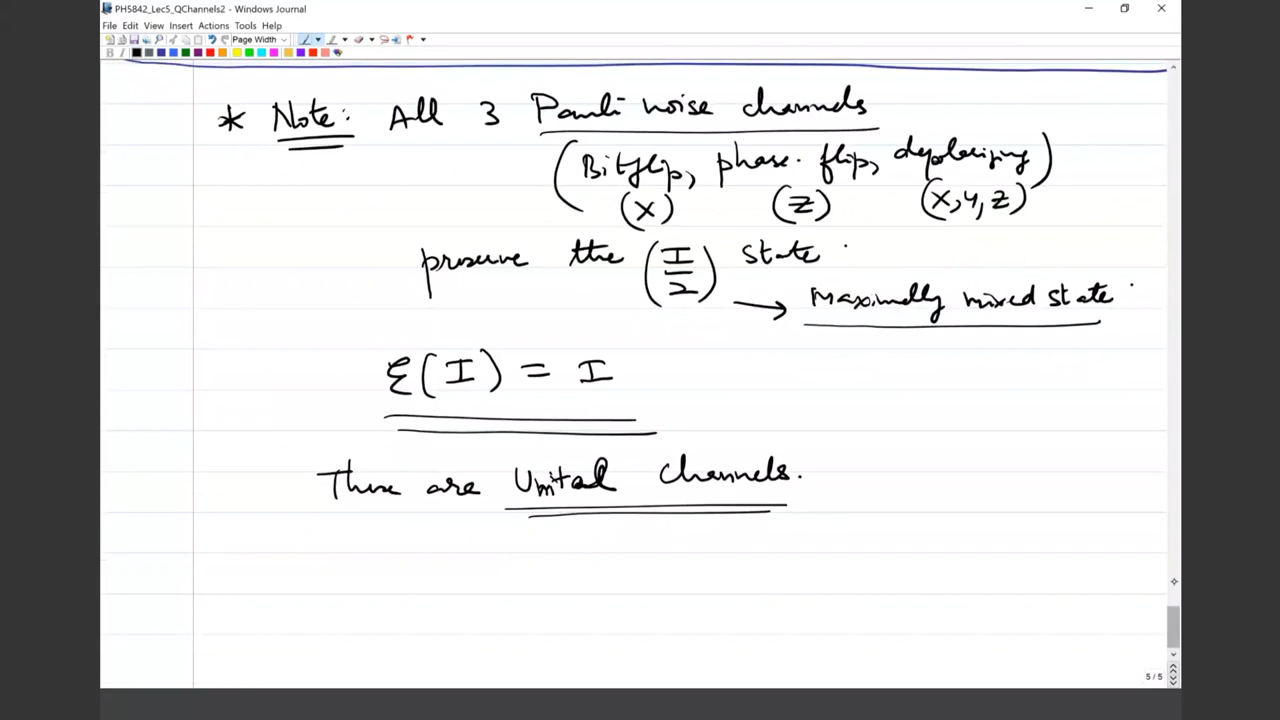 PH5842_Lec5_QChannels2 - Windows Journal
File Edit View Insert Actions Tools Help
Page Width
B I
* Note: All 3 Pauli noise channels
(Bitflip, phase-flip, depolarizing)
(X) (Z) (X,Y,Z)
preserve the (I/2) state.
→ Maximally mixed state.
ℰ(I) = I
These are Unital channels.
5 / 5